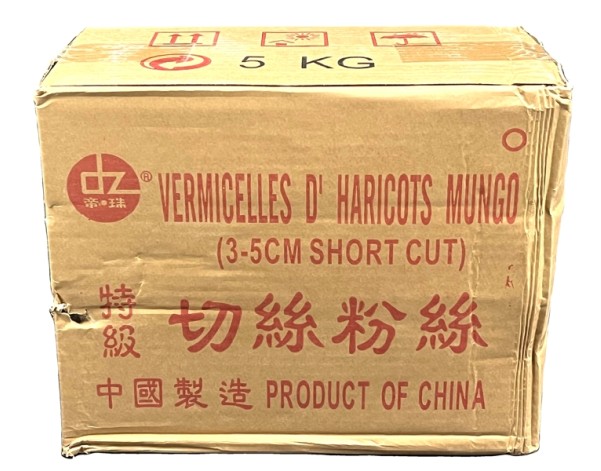 5 KG
dz
®
帝珠
VERMICELLES D' HARICOTS MUNGO
(3-5CM SHORT CUT)
特級
切絲粉絲
中國製造 PRODUCT OF CHINA